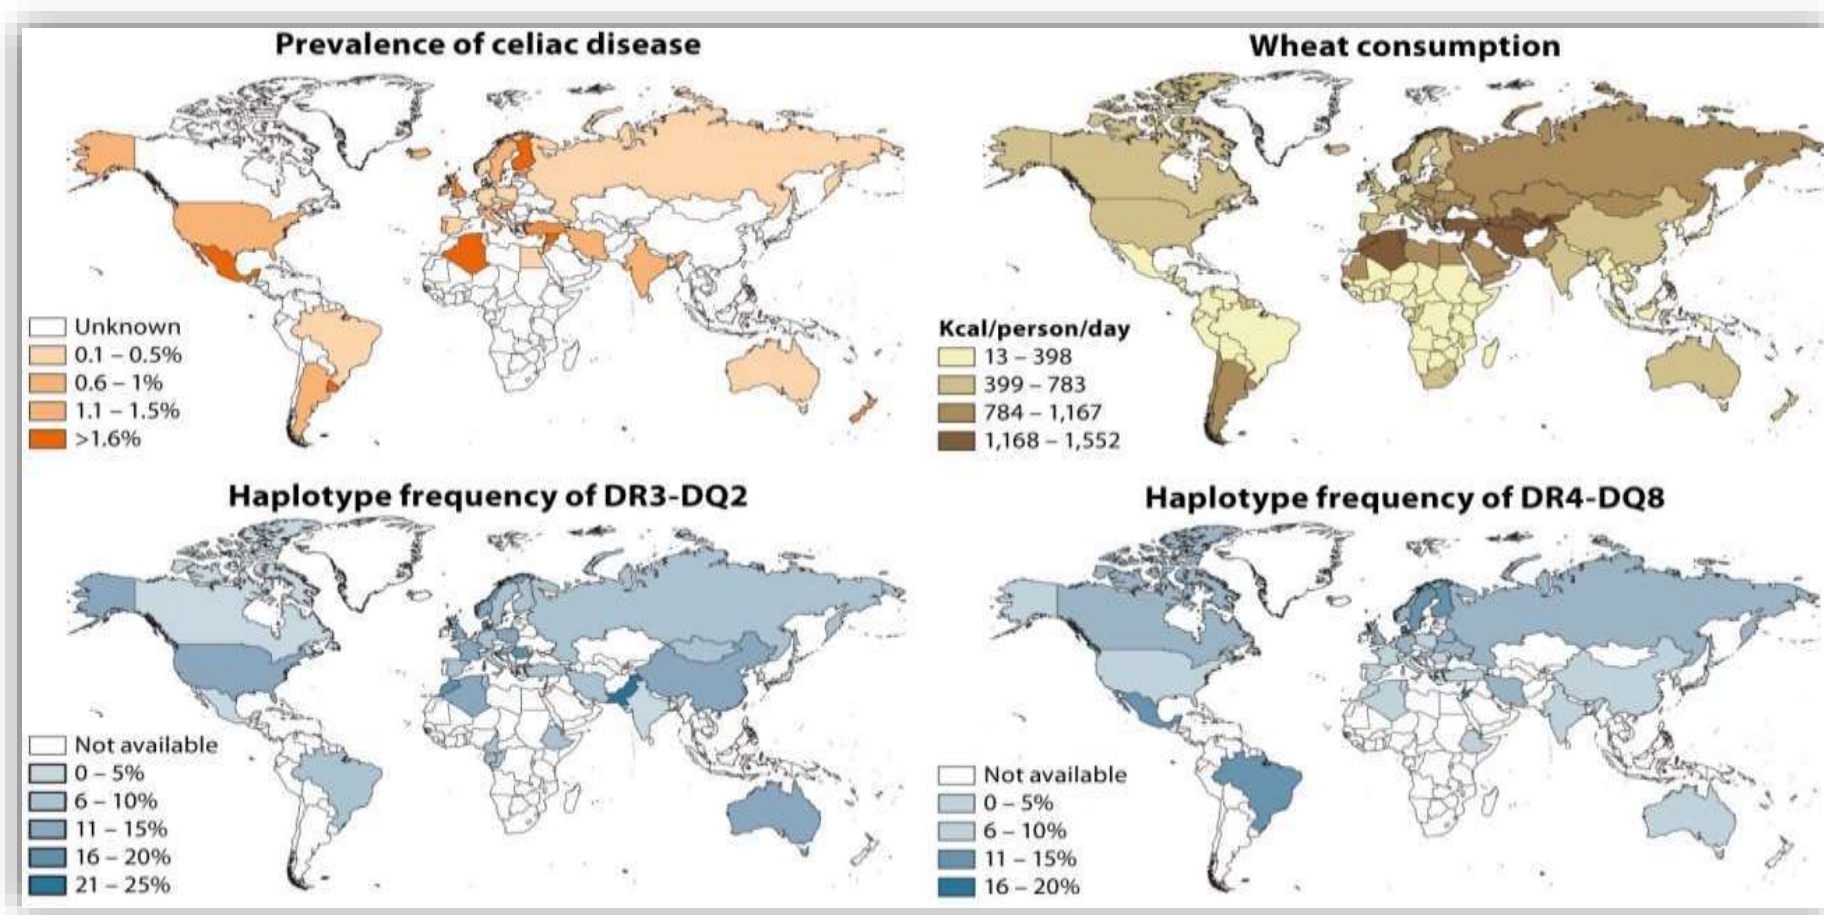 Prevalence of celiac disease
Unknown
0.1 – 0.5%
0.6 – 1%
1.1 – 1.5%
>1.6%
Wheat consumption
Kcal/person/day
13 – 398
399 – 783
784 – 1,167
1,168 – 1,552
Haplotype frequency of DR3-DQ2
Not available
0 – 5%
6 – 10%
11 – 15%
16 – 20%
21 – 25%
Haplotype frequency of DR4-DQ8
Not available
0 – 5%
6 – 10%
11 – 15%
16 – 20%